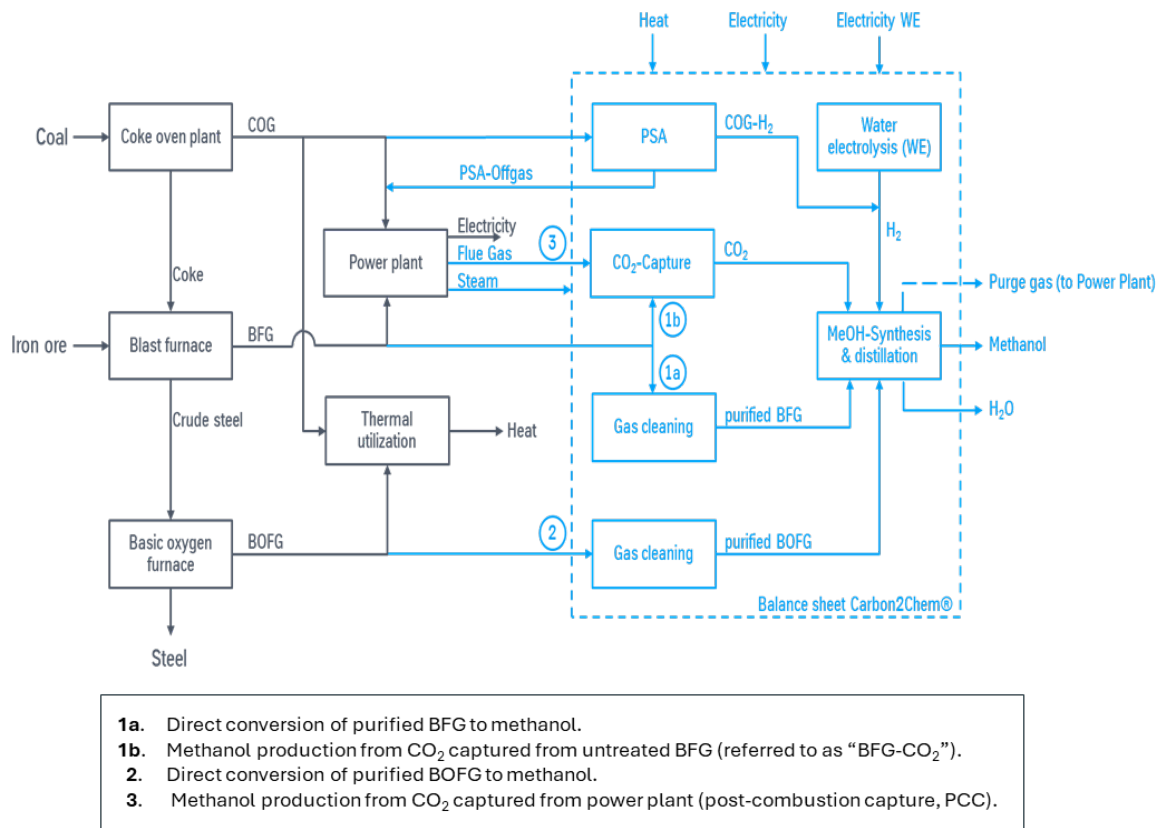 Heat
Electricity
Electricity WE
Coal
Coke oven plant
COG
PSA
COG-H₂
Water
electrolysis (WE)
PSA-Offgas
H₂
Power plant
Electricity
Flue Gas
Steam
3
CO₂-Capture
CO₂
Coke
1b
Purge gas (to Power Plant)
Iron ore
Blast furnace
BFG
MeOH-Synthesis
& distillation
Methanol
1a
Crude steel
Thermal
utilization
Heat
Gas cleaning
purified BFG
H₂O
Basic oxygen
furnace
BOFG
2
Gas cleaning
purified BOFG
Balance sheet Carbon2Chem®
Steel
1a. Direct conversion of purified BFG to methanol.
1b. Methanol production from CO₂ captured from untreated BFG (referred to as “BFG-CO₂”).
2. Direct conversion of purified BOFG to methanol.
3. Methanol production from CO₂ captured from power plant (post-combustion capture, PCC).